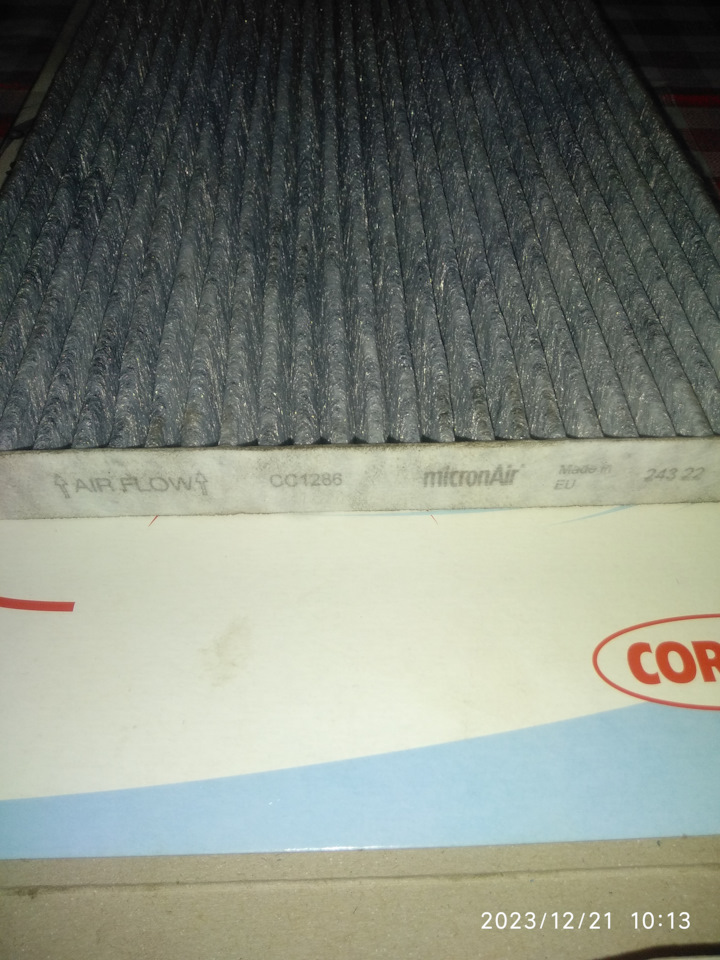 ⇧AIR FLOW⇧ CC1286 micronAir® Made in EU 243 22
COR
2023/12/21 10:13